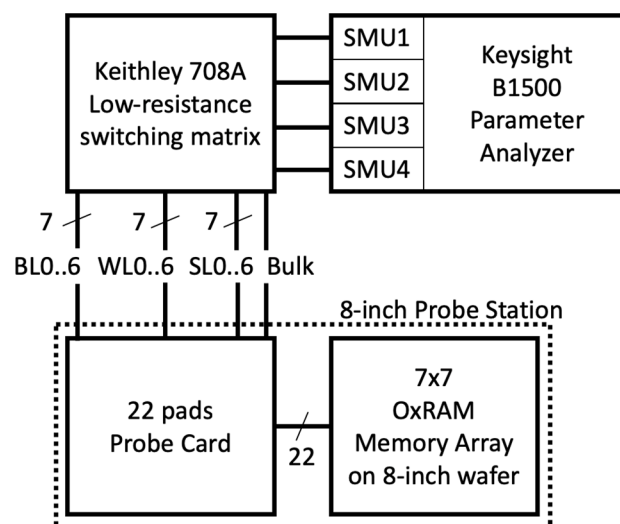 Keithley 708A
Low-resistance
switching matrix
SMU1
SMU2
SMU3
SMU4
Keysight
B1500
Parameter
Analyzer
7 7 7
BL0..6 WL0..6 SL0..6 Bulk
8-inch Probe Station
22 pads
Probe Card
22
7x7
OxRAM
Memory Array
on 8-inch wafer